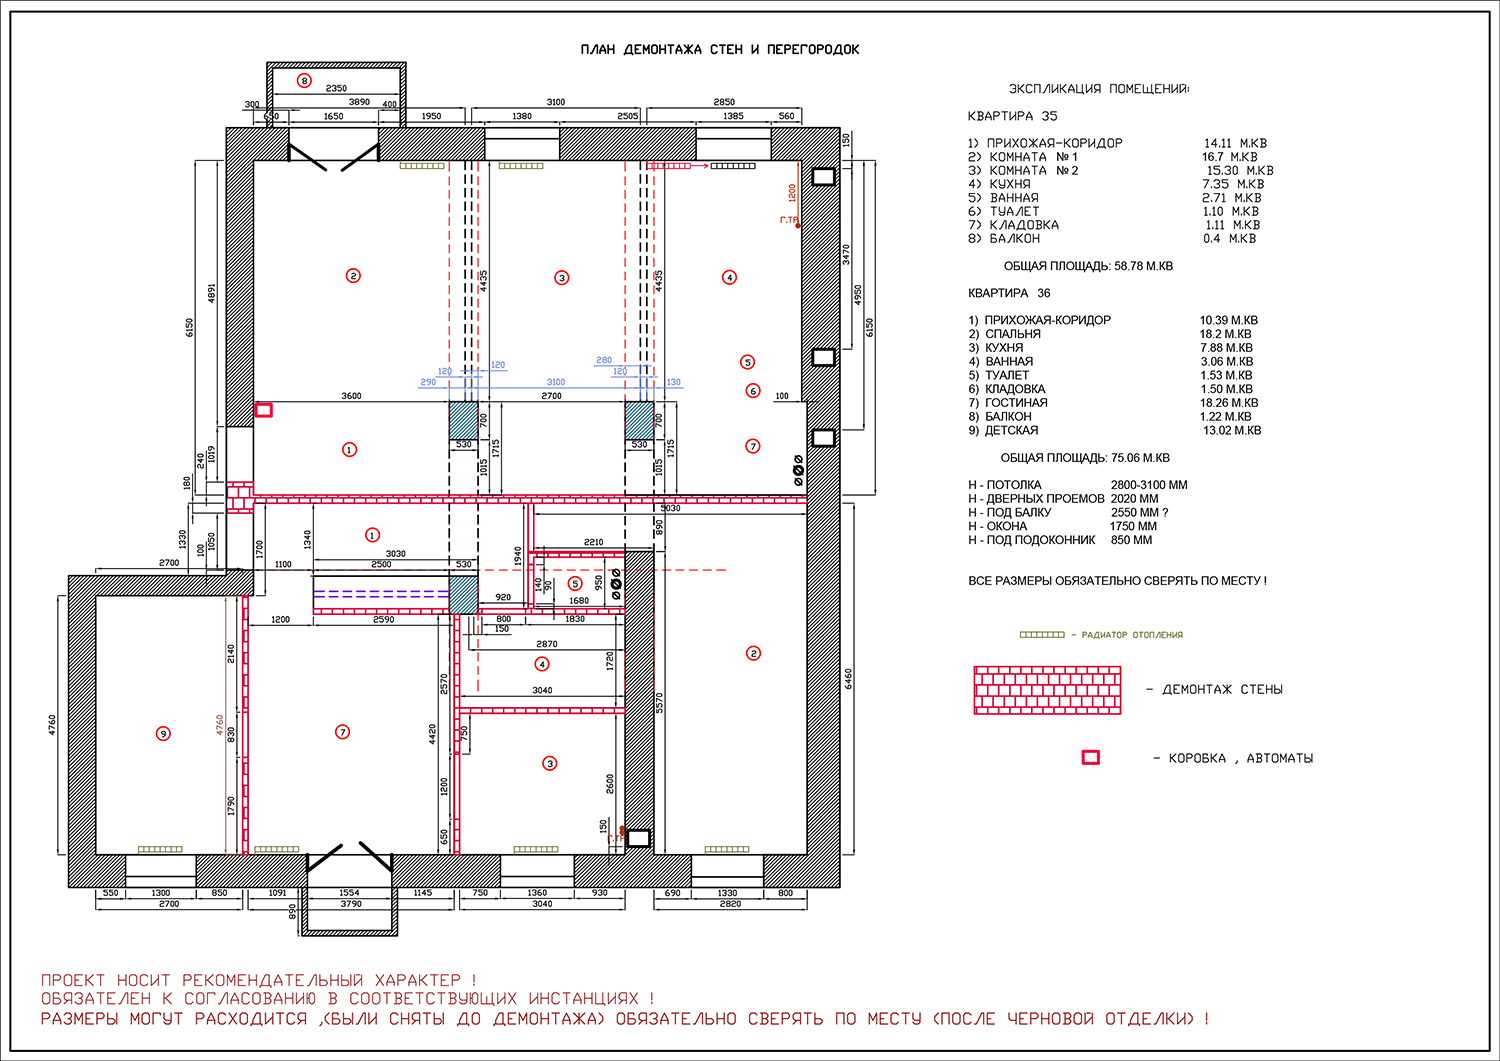 ПЛАН ДЕМОНТАЖА СТЕН И ПЕРЕГОРОДОК
ЭКСПЛИКАЦИЯ ПОМЕЩЕНИЙ:
КВАРТИРА 35
1) ПРИХОЖАЯ-КОРИДОР 14.11 М.КВ
2) КОМНАТА №1 16.7 М.КВ
3) КОМНАТА №2 15.30 М.КВ
4) КУХНЯ 7.35 М.КВ
5) ВАННАЯ 2.71 М.КВ
6) ТУАЛЕТ 1.10 М.КВ
7) КЛАДОВКА 1.11 М.КВ
8) БАЛКОН 0.4 М.КВ
ОБЩАЯ ПЛОЩАДЬ: 58.78 М.КВ
КВАРТИРА 36
1) ПРИХОЖАЯ-КОРИДОР 10.39 М.КВ
2) СПАЛЬНЯ 18.2 М.КВ
3) КУХНЯ 7.88 М.КВ
4) ВАННАЯ 3.06 М.КВ
5) ТУАЛЕТ 1.53 М.КВ
6) КЛАДОВКА 1.50 М.КВ
7) ГОСТИНАЯ 18.26 М.КВ
8) БАЛКОН 1.22 М.КВ
9) ДЕТСКАЯ 13.02 М.КВ
ОБЩАЯ ПЛОЩАДЬ: 75.06 М.КВ
Н - ПОТОЛКА 2800-3100 ММ
Н - ДВЕРНЫХ ПРОЕМОВ 2020 ММ
Н - ПОД БАЛКУ 2550 ММ ?
Н - ОКОНА 1750 ММ
Н - ПОД ПОДОКОННИК 850 ММ
ВСЕ РАЗМЕРЫ ОБЯЗАТЕЛЬНО СВЕРЯТЬ ПО МЕСТУ !
- РАДИАТОР ОТОПЛЕНИЯ
- ДЕМОНТАЖ СТЕНЫ
- КОРОБКА , АВТОМАТЫ
8
2350
300 3890 400 3100 2850
650 1650 1950 1380 2505 1385 560
150
1200
Г.ТР
3470
4950
6150
6150
4891
4435
4435
2
3
4
5
6
7
1
280
120 120 120
290 3100 130
3600 2700 100
700
700
530 530
1715
1715
1015
1015
1019
240
180
5030
890
1
1340
1700
1330
100
1050
1940
2210
3030
2700 1100 2500 530
5
950
140
90
920 1680
1200 2590 800 1830
150
2870
1720
4
3040
2140
2570
2
6460
5570
4760
4760
9
830
7
4420
750
3
1200
2600
1790
650
150
Г.ТР
550 1300 850 1091 1554 1145 750 1360 930 690 1330 800
2700 3790 3040 2820
890
ПРОЕКТ НОСИТ РЕКОМЕНДАТЕЛЬНЫЙ ХАРАКТЕР !
ОБЯЗАТЕЛЕН К СОГЛАСОВАНИЮ В СООТВЕТСТВУЮЩИХ ИНСТАНЦИЯХ !
РАЗМЕРЫ МОГУТ РАСХОДИТСЯ ,(БЫЛИ СНЯТЫ ДО ДЕМОНТАЖА) ОБЯЗАТЕЛЬНО СВЕРЯТЬ ПО МЕСТУ (ПОСЛЕ ЧЕРНОВОЙ ОТДЕЛКИ) !